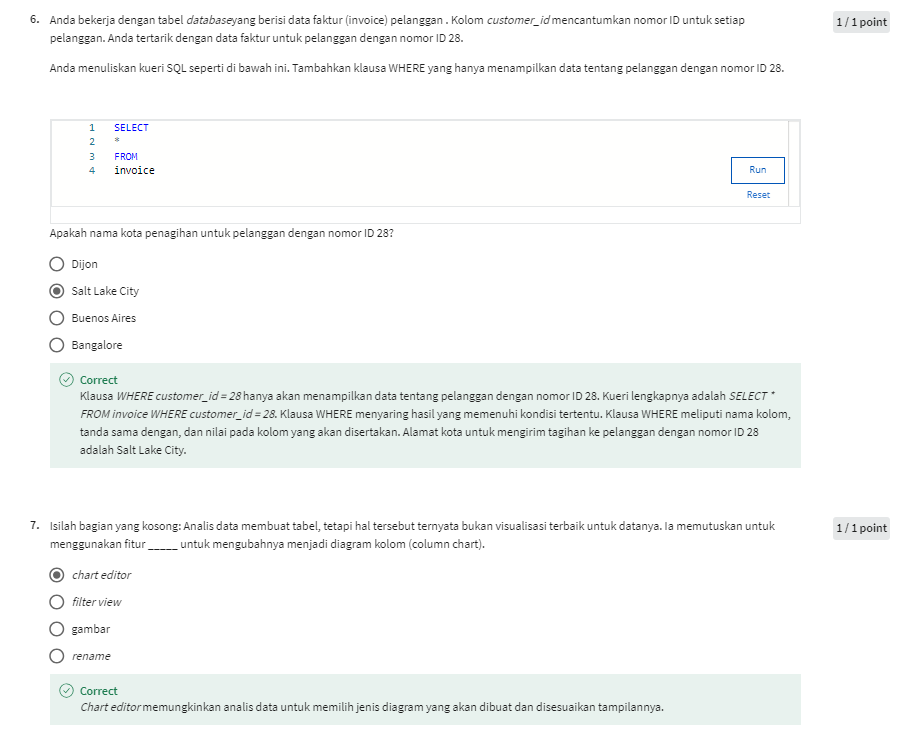 6. Anda bekerja dengan tabel databaseyang berisi data faktur (invoice) pelanggan . Kolom customer_id mencantumkan nomor ID untuk setiap
1 / 1 point
pelanggan. Anda tertarik dengan data faktur untuk pelanggan dengan nomor ID 28.
Anda menuliskan kueri SQL seperti di bawah ini. Tambahkan klausa WHERE yang hanya menampilkan data tentang pelanggan dengan nomor ID 28.
1 SELECT
2 *
3 FROM
4 invoice
Run
Reset
Apakah nama kota penagihan untuk pelanggan dengan nomor ID 28?
Dijon
Salt Lake City
Buenos Aires
Bangalore
Correct
Klausa WHERE customer_id = 28 hanya akan menampilkan data tentang pelanggan dengan nomor ID 28. Kueri lengkapnya adalah SELECT *
FROM invoice WHERE customer_id = 28. Klausa WHERE menyaring hasil yang memenuhi kondisi tertentu. Klausa WHERE meliputi nama kolom,
tanda sama dengan, dan nilai pada kolom yang akan disertakan. Alamat kota untuk mengirim tagihan ke pelanggan dengan nomor ID 28
adalah Salt Lake City.
7. Isilah bagian yang kosong: Analis data membuat tabel, tetapi hal tersebut ternyata bukan visualisasi terbaik untuk datanya. Ia memutuskan untuk
1 / 1 point
menggunakan fitur _____ untuk mengubahnya menjadi diagram kolom (column chart).
chart editor
filter view
gambar
rename
Correct
Chart editor memungkinkan analis data untuk memilih jenis diagram yang akan dibuat dan disesuaikan tampilannya.